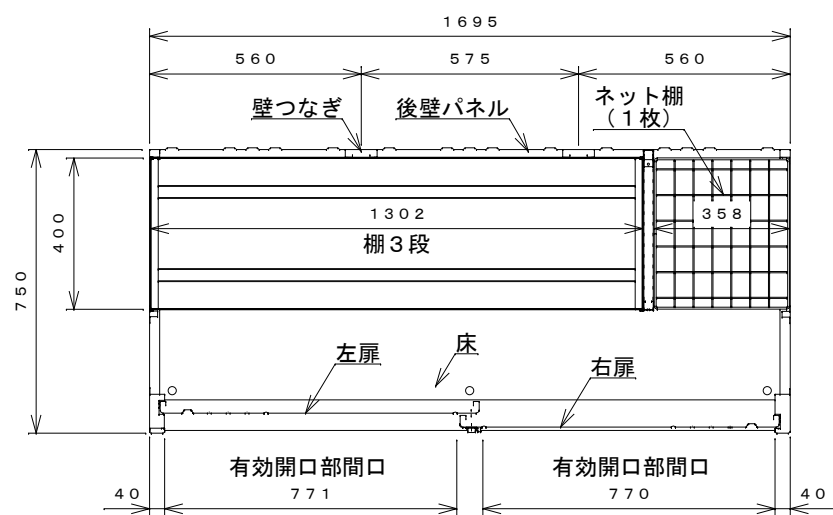 1695
560
575
560
壁つなぎ
後壁パネル
ネット棚
(1枚)
400
750
1302
358
棚3段
左扉
床
右扉
有効開口部間口
有効開口部間口
40
771
770
40